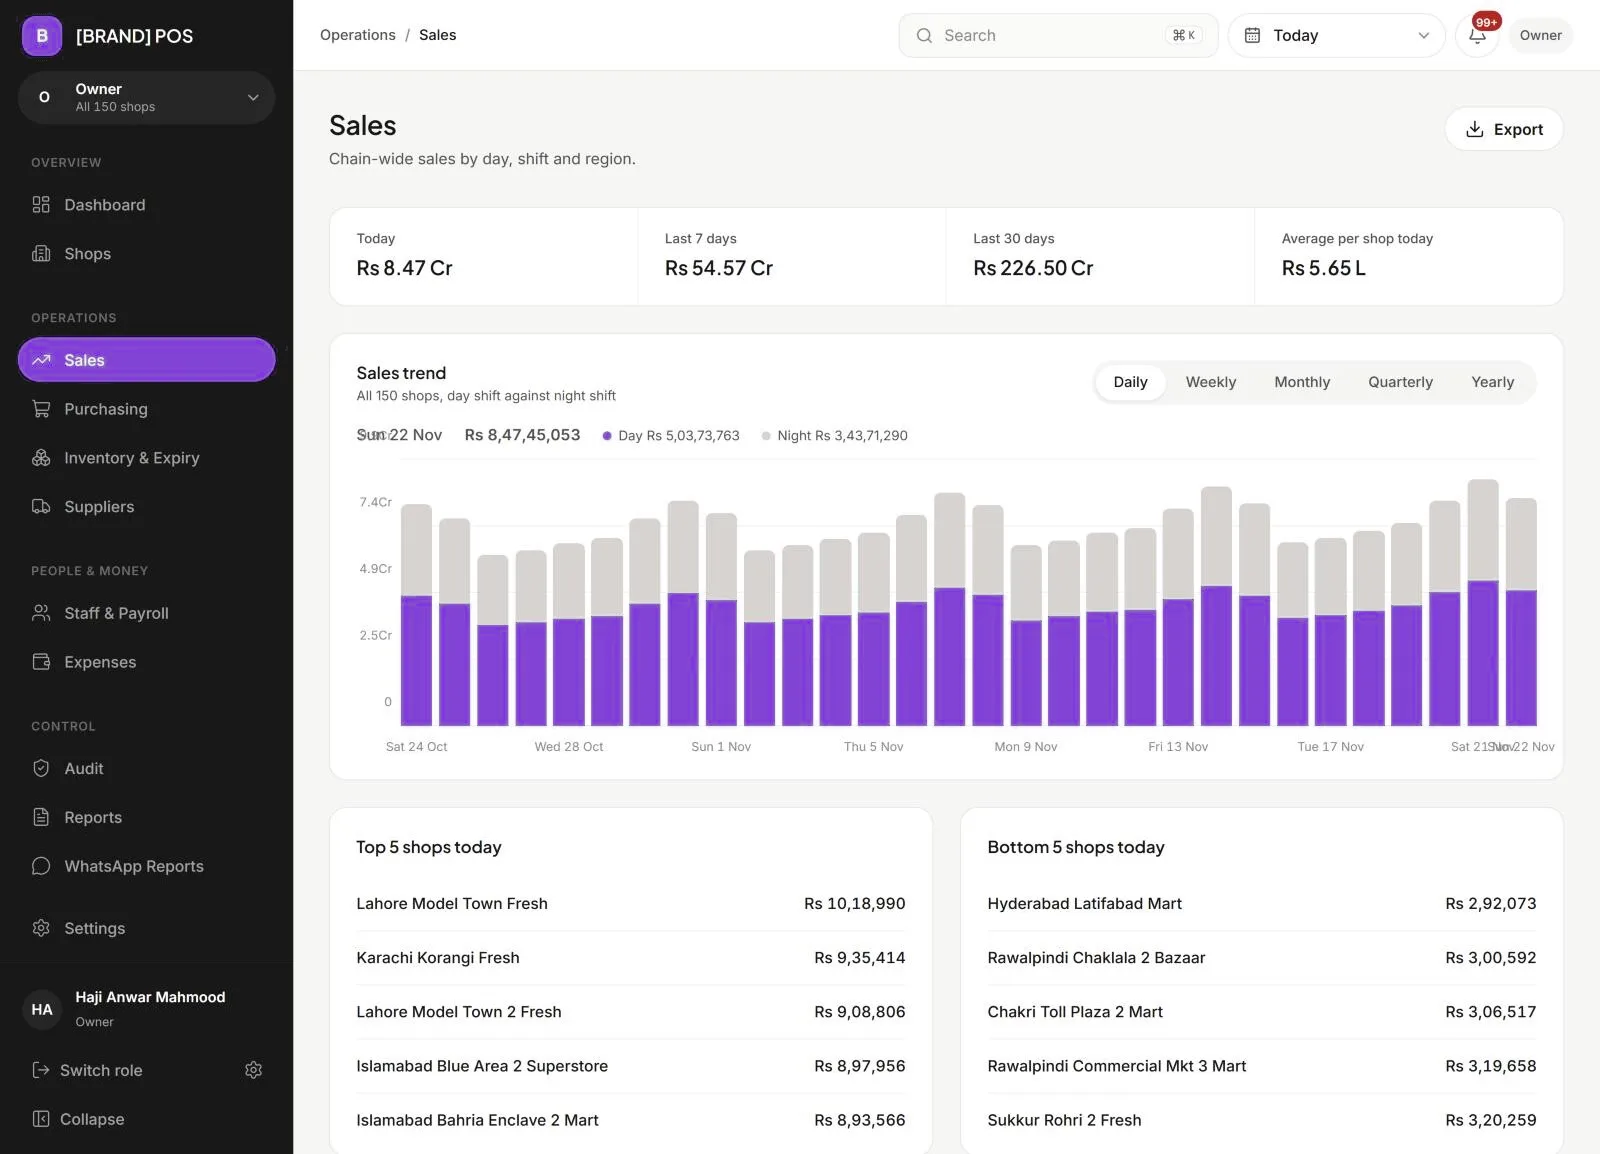 B [BRAND] POS
O Owner
All 150 shops
OVERVIEW
Dashboard
Shops
OPERATIONS
Sales
Purchasing
Inventory & Expiry
Suppliers
PEOPLE & MONEY
Staff & Payroll
Expenses
CONTROL
Audit
Reports
WhatsApp Reports
Settings
HA Haji Anwar Mahmood
Owner
Switch role
Collapse
Operations / Sales
Search ⌘ K
Today
99+
Owner
Sales
Chain-wide sales by day, shift and region.
Export
Today
Rs 8.47 Cr
Last 7 days
Rs 54.57 Cr
Last 30 days
Rs 226.50 Cr
Average per shop today
Rs 5.65 L
Sales trend
All 150 shops, day shift against night shift
Daily Weekly Monthly Quarterly Yearly
Sun 22 Nov Rs 8,47,45,053 Day Rs 5,03,73,763 Night Rs 3,43,71,290
7.4Cr
4.9Cr
2.5Cr
0
Sat 24 Oct Wed 28 Oct Sun 1 Nov Thu 5 Nov Mon 9 Nov Fri 13 Nov Tue 17 Nov Sat 21 Nov Sun 22 Nov
Top 5 shops today
Lahore Model Town Fresh Rs 10,18,990
Karachi Korangi Fresh Rs 9,35,414
Lahore Model Town 2 Fresh Rs 9,08,806
Islamabad Blue Area 2 Superstore Rs 8,97,956
Islamabad Bahria Enclave 2 Mart Rs 8,93,566
Bottom 5 shops today
Hyderabad Latifabad Mart Rs 2,92,073
Rawalpindi Chaklala 2 Bazaar Rs 3,00,592
Chakri Toll Plaza 2 Mart Rs 3,06,517
Rawalpindi Commercial Mkt 3 Mart Rs 3,19,658
Sukkur Rohri 2 Fresh Rs 3,20,259